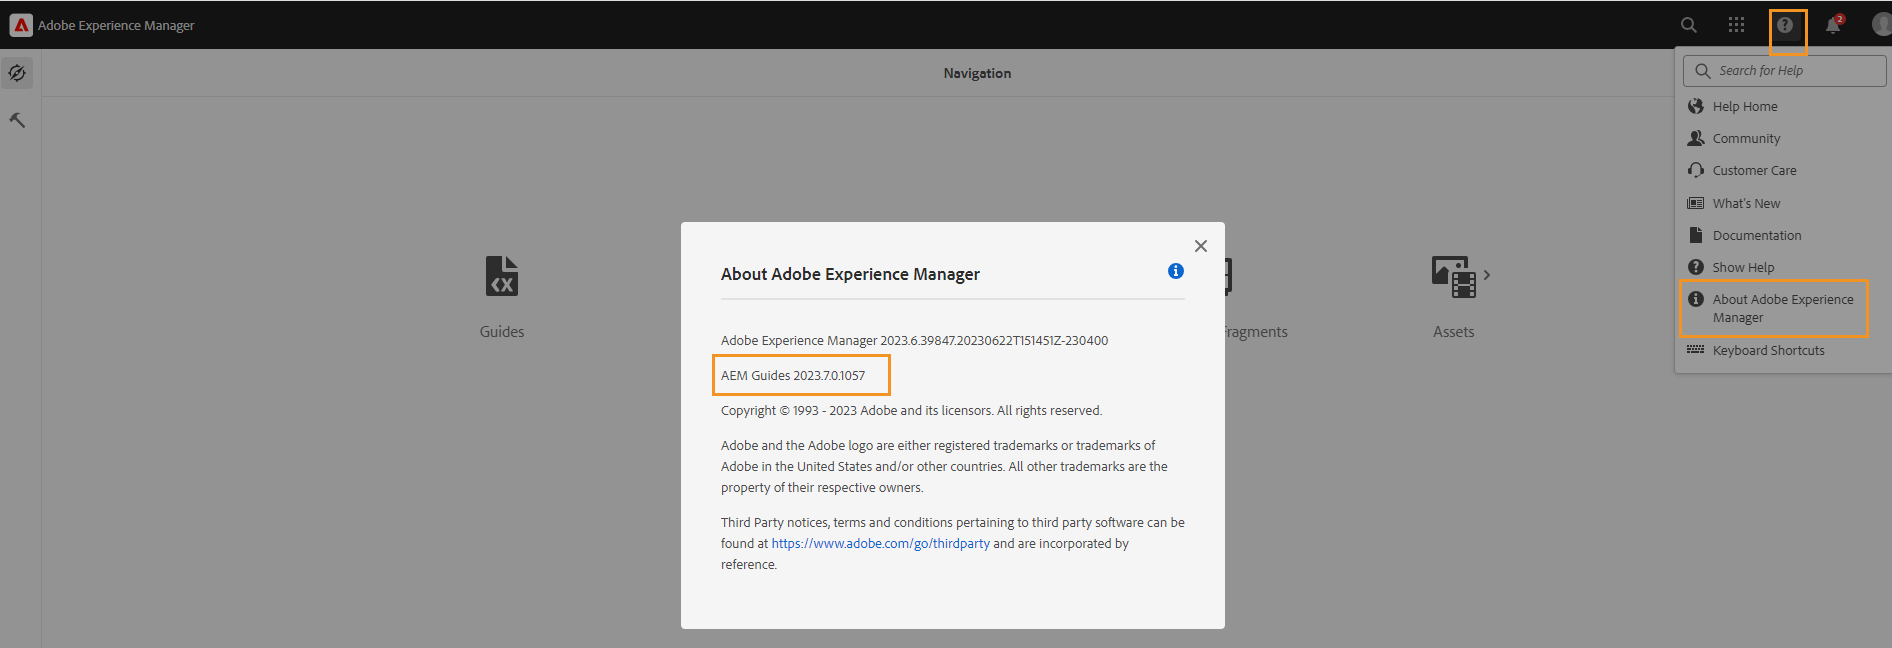 Adobe Experience Manager
2
Navigation
Search for Help
Help Home
Community
Customer Care
What's New
Documentation
Show Help
About Adobe Experience
Manager
Keyboard Shortcuts
Guides
Fragments
Assets
About Adobe Experience Manager
Adobe Experience Manager 2023.6.39847.20230622T151451Z-230400
AEM Guides 2023.7.0.1057
Copyright © 1993 - 2023 Adobe and its licensors. All rights reserved.
Adobe and the Adobe logo are either registered trademarks or trademarks of
Adobe in the United States and/or other countries. All other trademarks are the
property of their respective owners.
Third Party notices, terms and conditions pertaining to third party software can be
found at https://www.adobe.com/go/thirdparty and are incorporated by
reference.